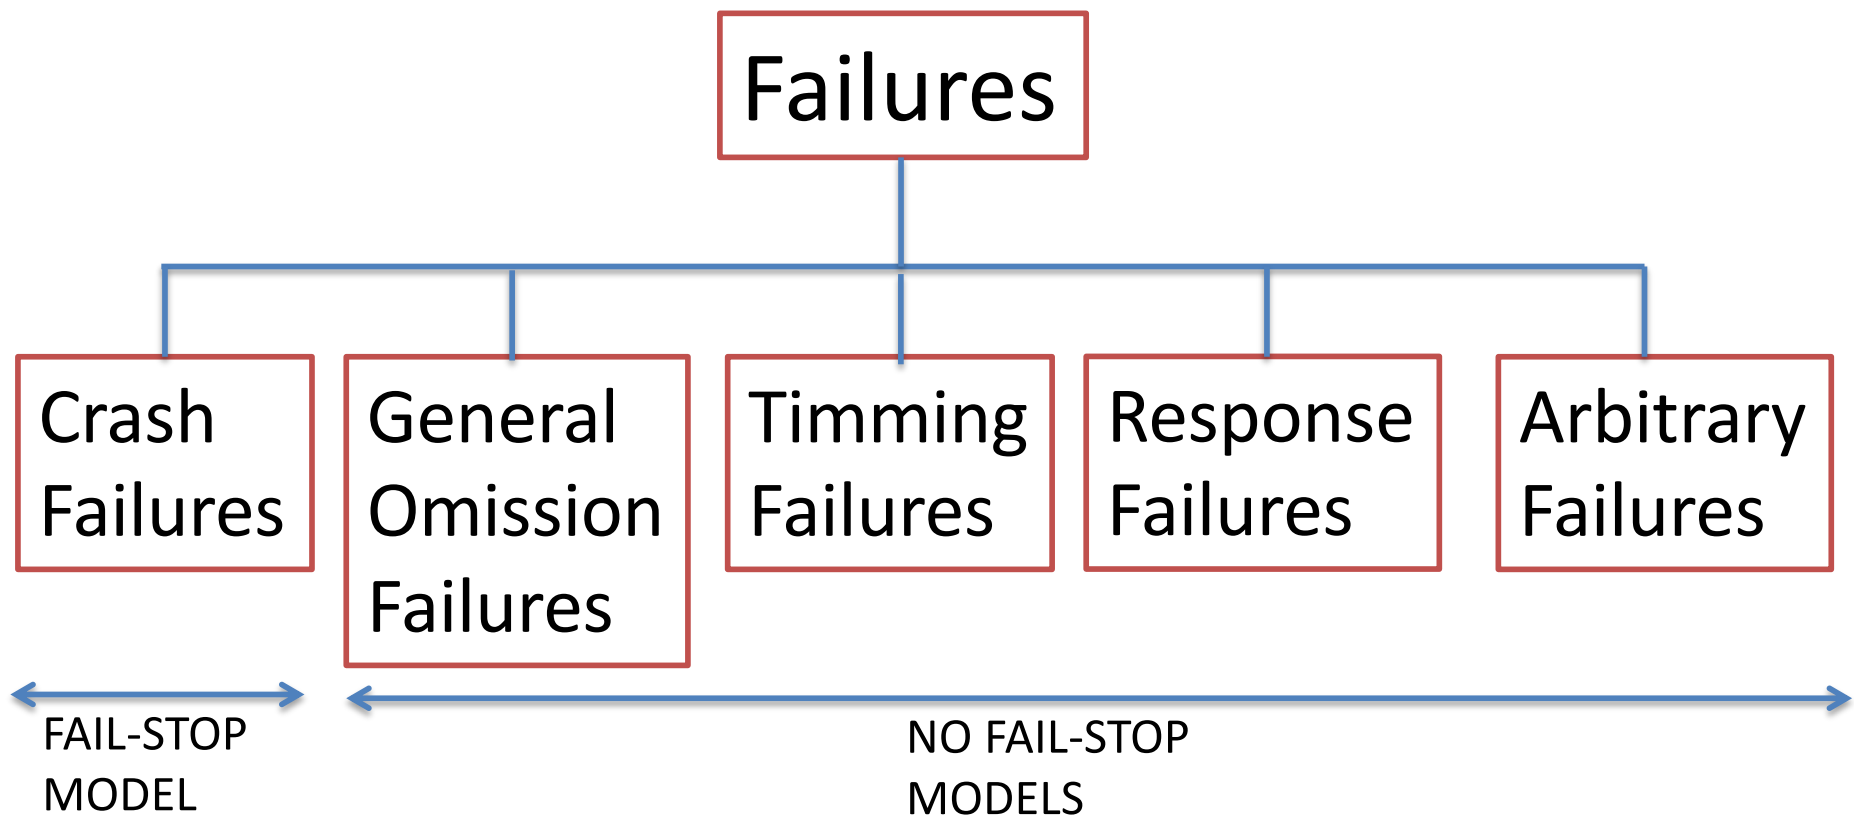 Failures
Crash
Failures
General
Omission
Failures
Timming
Failures
Response
Failures
Arbitrary
Failures
FAIL-STOP
MODEL
NO FAIL-STOP
MODELS